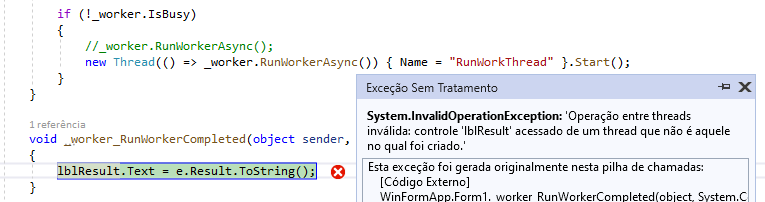 if (!_worker.IsBusy)
{
//_worker.RunWorkerAsync();
new Thread(() => _worker.RunWorkerAsync()) { Name = "RunWorkThread" }.Start();
}
}
Exceção Sem Tratamento
System.InvalidOperationException: 'Operação entre threads
inválida: controle 'lblResult' acessado de um thread que não é aquele
no qual foi criado.'
1 referência
void _worker_RunWorkerCompleted(object sender,
{
lblResult.Text = e.Result.ToString();
}
Esta exceção foi gerada originalmente nesta pilha de chamadas:
[Código Externo]
WinFormApp.Form1._worker_RunWorkerCompleted(object, System.C